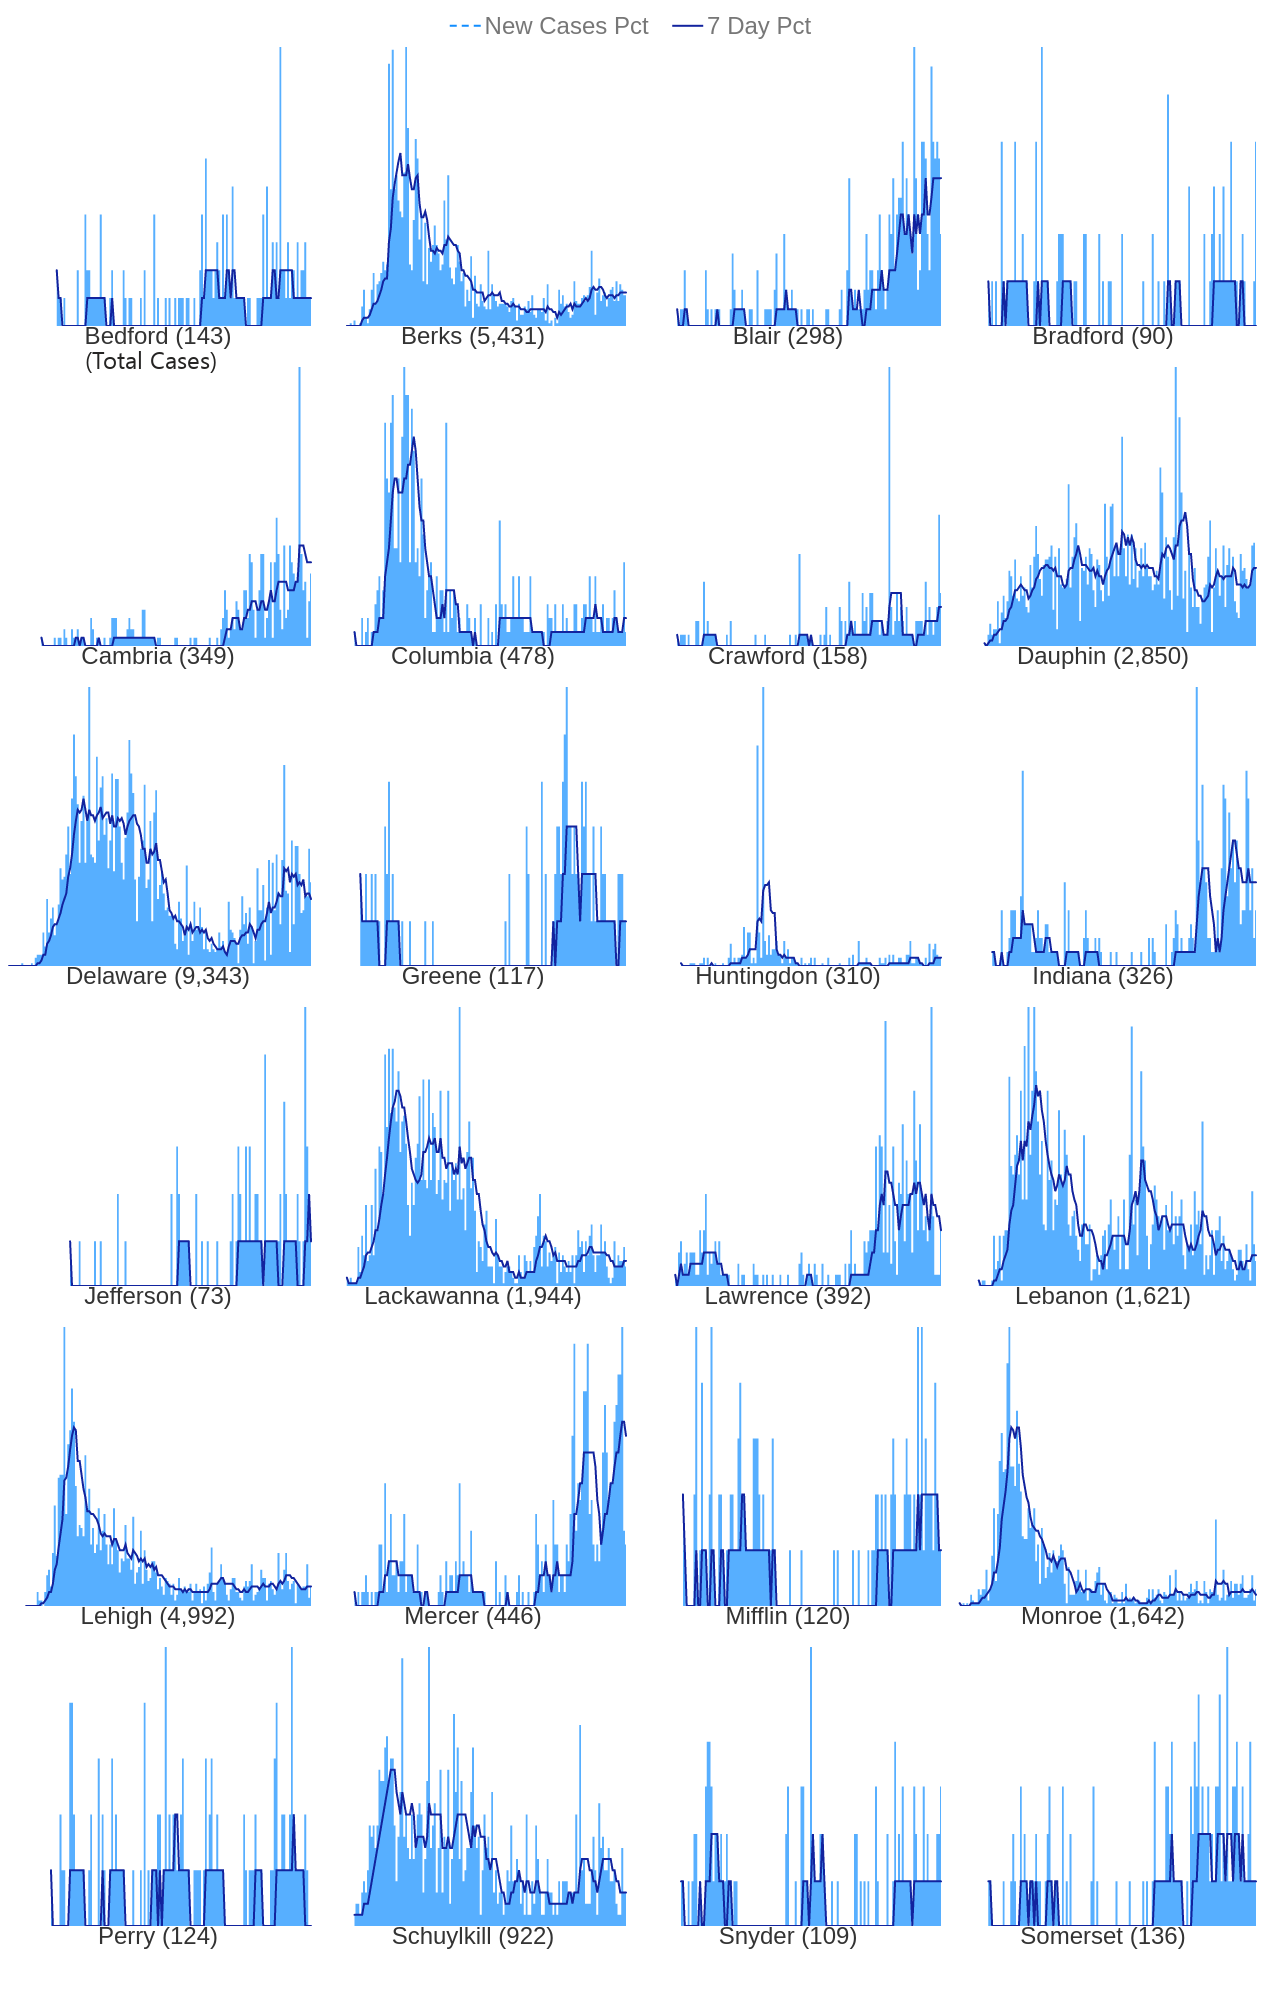 New Cases Pct 7 Day Pct
Bedford (143) Berks (5,431) Blair (298) Bradford (90)
(Total Cases)
Cambria (349) Columbia (478) Crawford (158) Dauphin (2,850)
Delaware (9,343) Greene (117) Huntingdon (310) Indiana (326)
Jefferson (73) Lackawanna (1,944) Lawrence (392) Lebanon (1,621)
Lehigh (4,992) Mercer (446) Mifflin (120) Monroe (1,642)
Perry (124) Schuylkill (922) Snyder (109) Somerset (136)